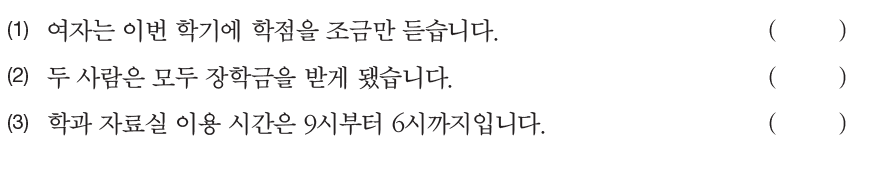 (1) 여자는 이번 학기에 학점을 조금만 듣습니다. (    )
(2) 두 사람은 모두 장학금을 받게 됐습니다. (    )
(3) 학과 자료실 이용 시간은 9시부터 6시까지입니다. (    )